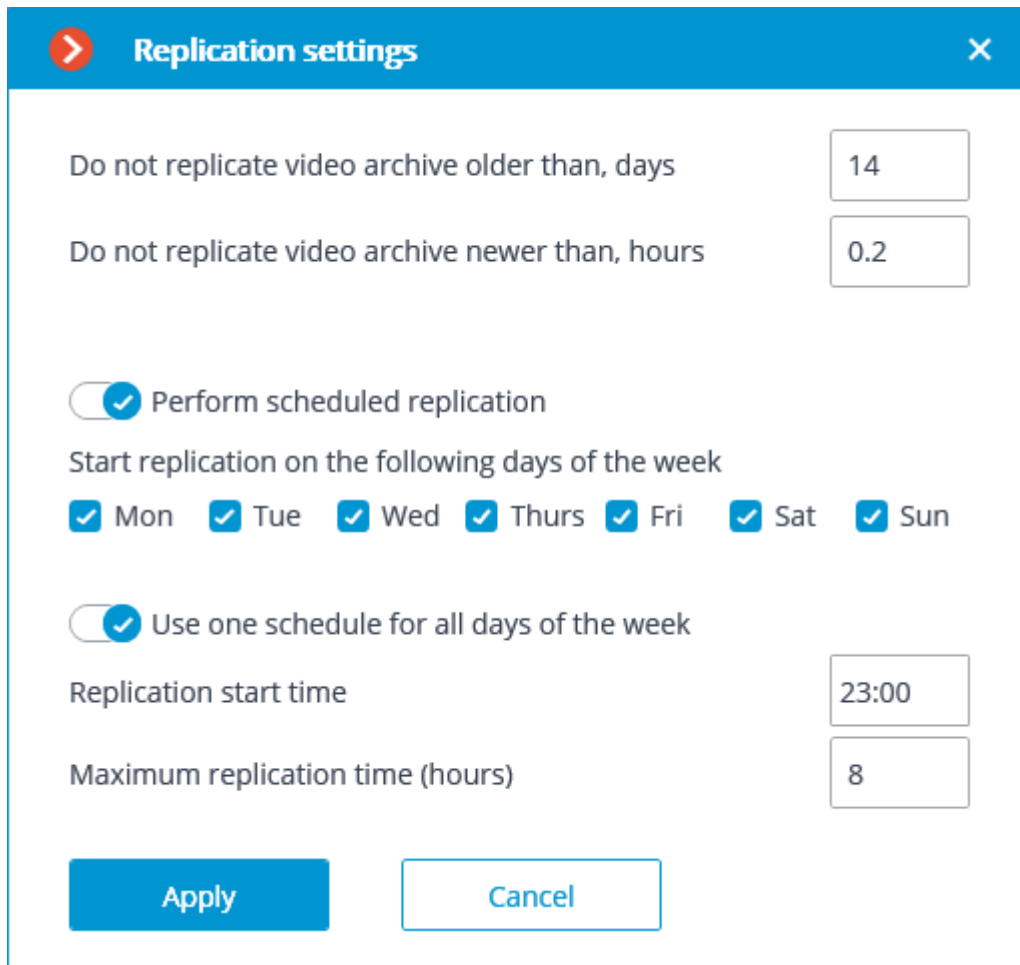 Replication settings
Do not replicate video archive older than, days 14
Do not replicate video archive newer than, hours 0.2
Perform scheduled replication
Start replication on the following days of the week
Mon Tue Wed Thurs Fri Sat Sun
Use one schedule for all days of the week
Replication start time 23:00
Maximum replication time (hours) 8
Apply Cancel